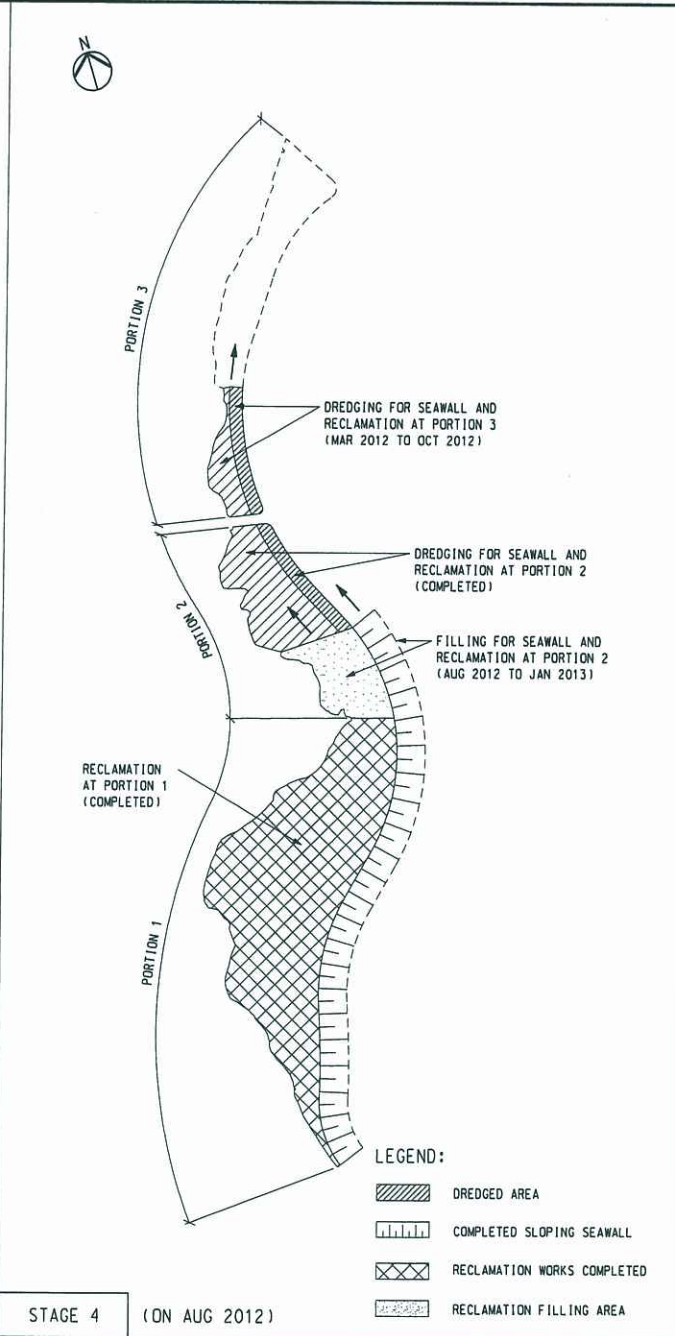 N
PORTION 3
DREDGING FOR SEAWALL AND
RECLAMATION AT PORTION 3
(MAR 2012 TO OCT 2012)
DREDGING FOR SEAWALL AND
RECLAMATION AT PORTION 2
(COMPLETED)
PORTION 2
FILLING FOR SEAWALL AND
RECLAMATION AT PORTION 2
(AUG 2012 TO JAN 2013)
RECLAMATION
AT PORTION 1
(COMPLETED)
PORTION 1
LEGEND:
DREDGED AREA
COMPLETED SLOPING SEAWALL
RECLAMATION WORKS COMPLETED
RECLAMATION FILLING AREA
STAGE 4 (ON AUG 2012)